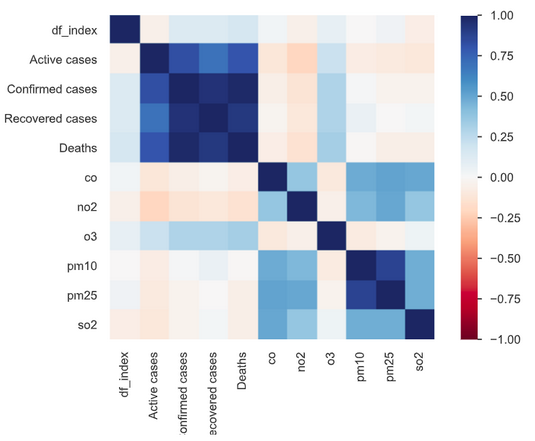 df_index
Active cases
Confirmed cases
Recovered cases
Deaths
co
no2
o3
pm10
pm25
so2
df_index
Active cases
onfirmed cases
ecovered cases
Deaths
co
no2
o3
pm10
pm25
so2
1.00
0.75
0.50
0.25
0.00
−0.25
−0.50
−0.75
−1.00